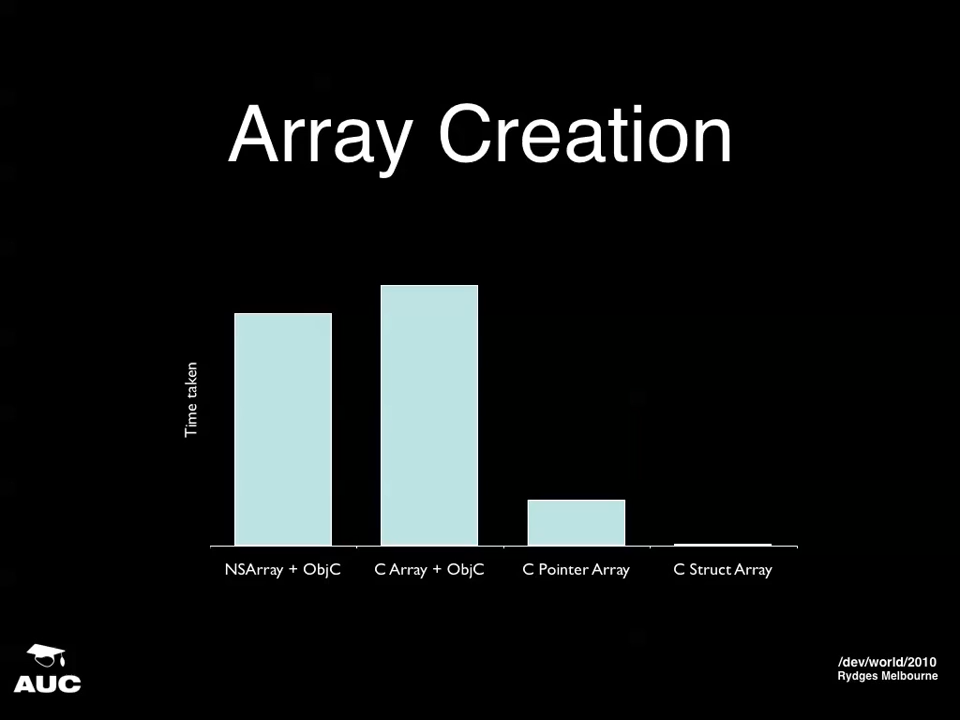 Array Creation
Time taken
NSArray + ObjC
C Array + ObjC
C Pointer Array
C Struct Array
AUC
/dev/world/2010
Rydges Melbourne